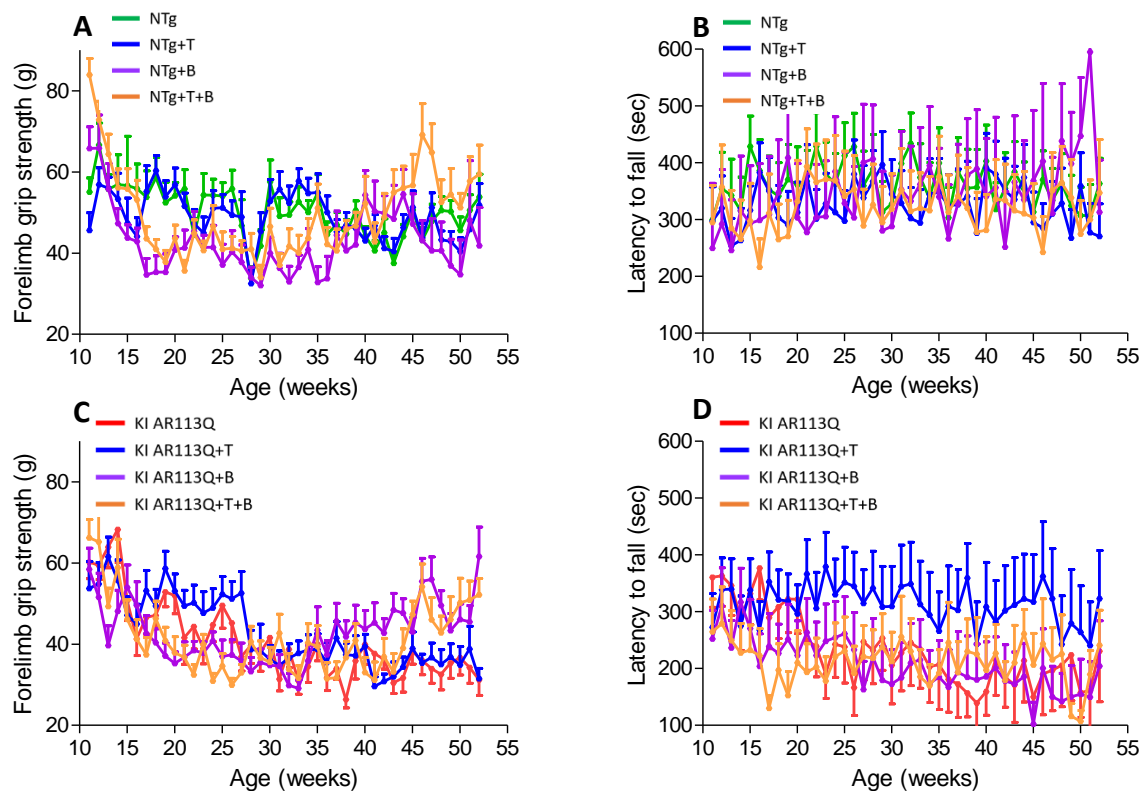 A
NTg
NTg+T
NTg+B
NTg+T+B
Forelimb grip strength (g)
80
60
40
20
10 15 20 25 30 35 40 45 50 55
Age (weeks)
B
NTg
NTg+T
NTg+B
NTg+T+B
Latency to fall (sec)
600
500
400
300
200
100
10 15 20 25 30 35 40 45 50 55
Age (weeks)
C
KI AR113Q
KI AR113Q+T
KI AR113Q+B
KI AR113Q+T+B
Forelimb grip strength (g)
80
60
40
20
10 15 20 25 30 35 40 45 50 55
Age (weeks)
D
KI AR113Q
KI AR113Q+T
KI AR113Q+B
KI AR113Q+T+B
Latency to fall (sec)
600
500
400
300
200
100
10 15 20 25 30 35 40 45 50 55
Age (weeks)